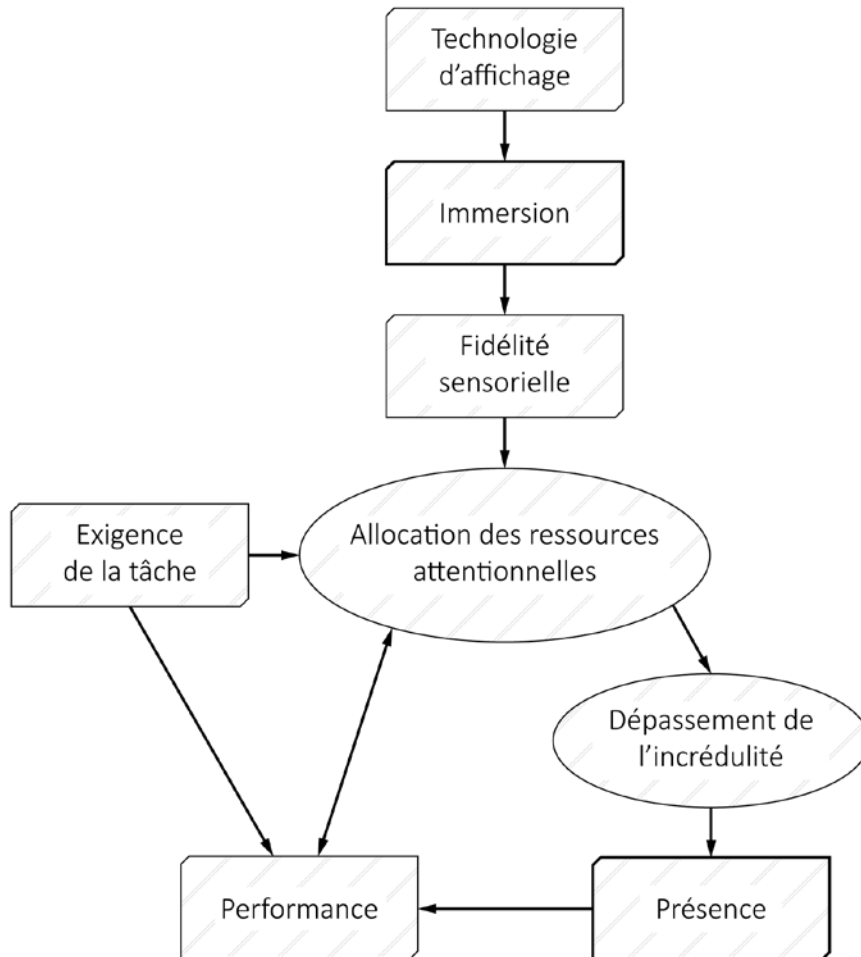 Technologie
d’affichage
Immersion
Fidélité
sensorielle
Exigence
de la tâche
Allocation des ressources
attentionnelles
Dépassement de
l’incrédulité
Performance
Présence